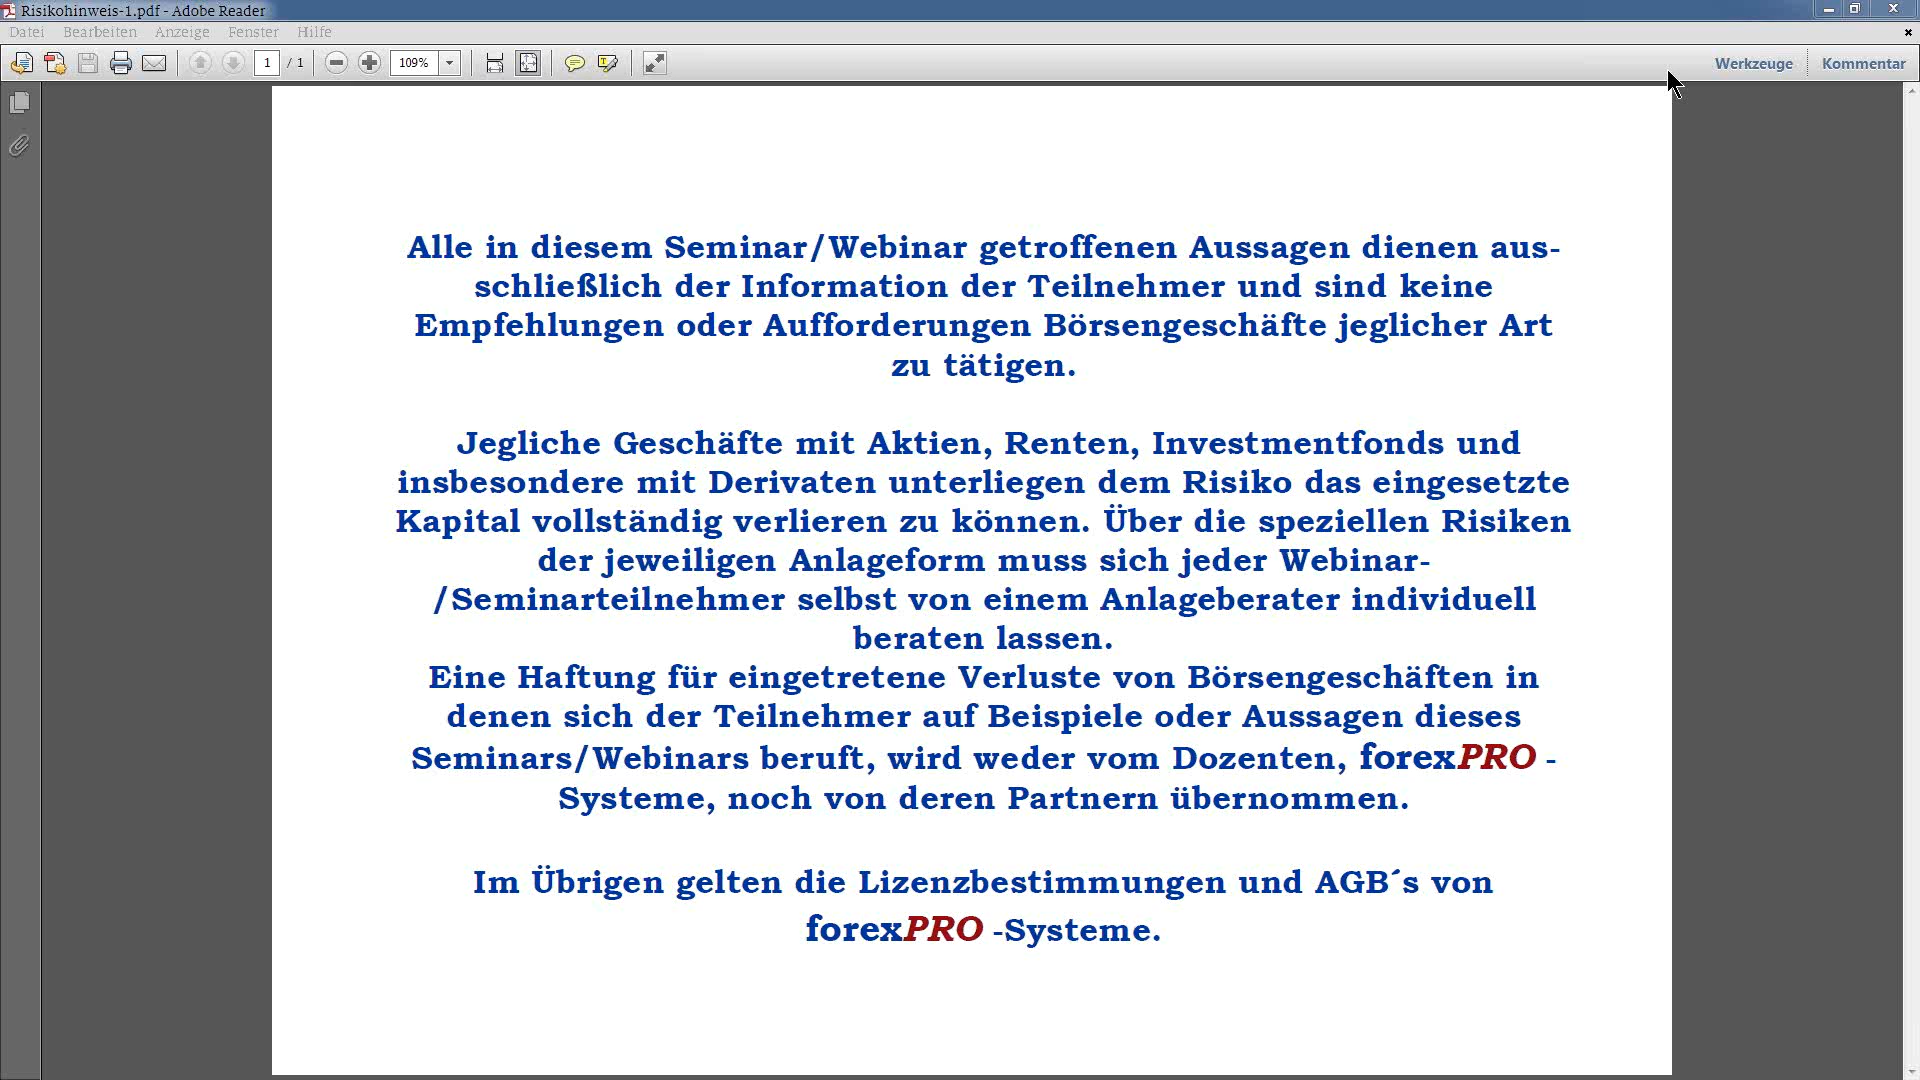 Risikohinweis-1.pdf - Adobe Reader
Datei Bearbeiten Anzeige Fenster Hilfe
1 / 1 109% Werkzeuge Kommentar
Alle in diesem Seminar/Webinar getroffenen Aussagen dienen aus-
schließlich der Information der Teilnehmer und sind keine
Empfehlungen oder Aufforderungen Börsengeschäfte jeglicher Art
zu tätigen.
Jegliche Geschäfte mit Aktien, Renten, Investmentfonds und
insbesondere mit Derivaten unterliegen dem Risiko das eingesetzte
Kapital vollständig verlieren zu können. Über die speziellen Risiken
der jeweiligen Anlageform muss sich jeder Webinar-
/Seminarteilnehmer selbst von einem Anlageberater individuell
beraten lassen.
Eine Haftung für eingetretene Verluste von Börsengeschäften in
denen sich der Teilnehmer auf Beispiele oder Aussagen dieses
Seminars/Webinars beruft, wird weder vom Dozenten, forexPRO -
Systeme, noch von deren Partnern übernommen.
Im Übrigen gelten die Lizenzbestimmungen und AGB´s von
forexPRO -Systeme.